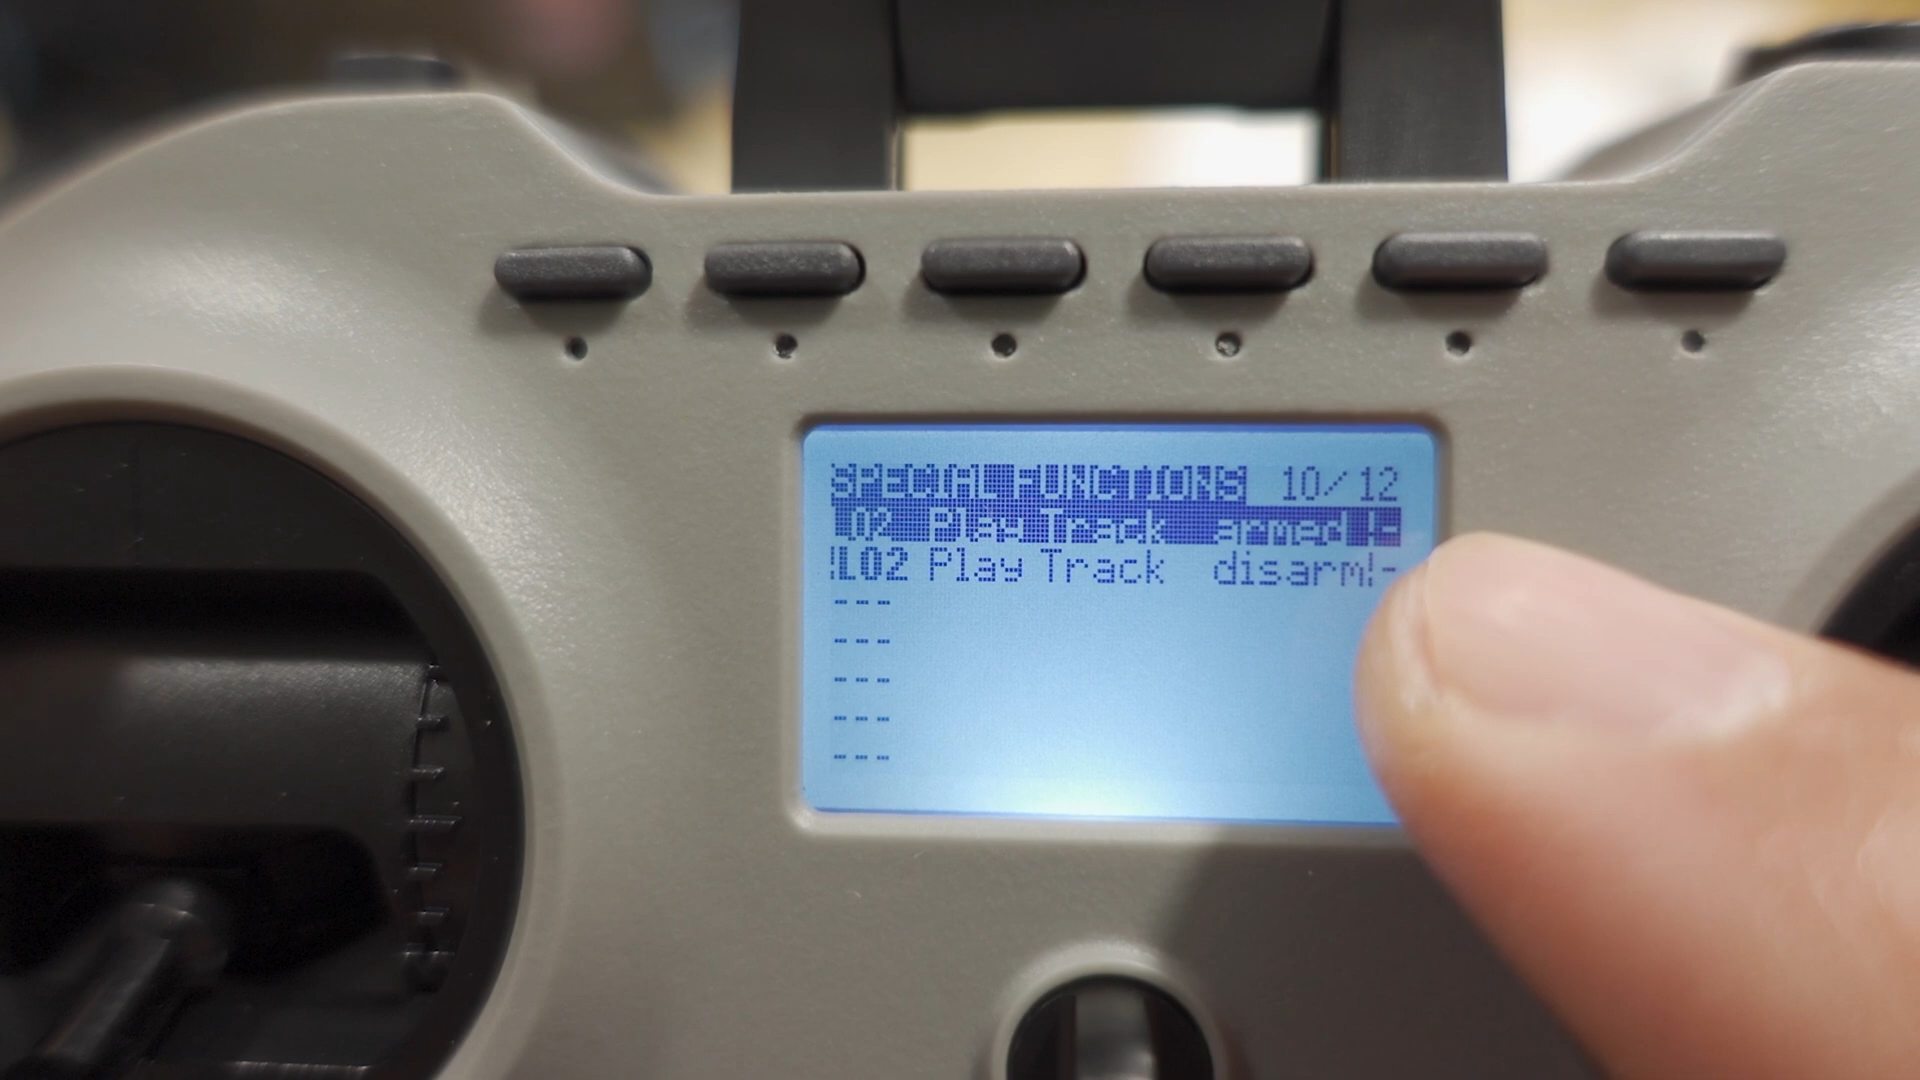 SPECIAL FUNCTIONS 10/12
L02 Play Track armed !-
!L02 Play Track disarm!-
---
---
---
---
---